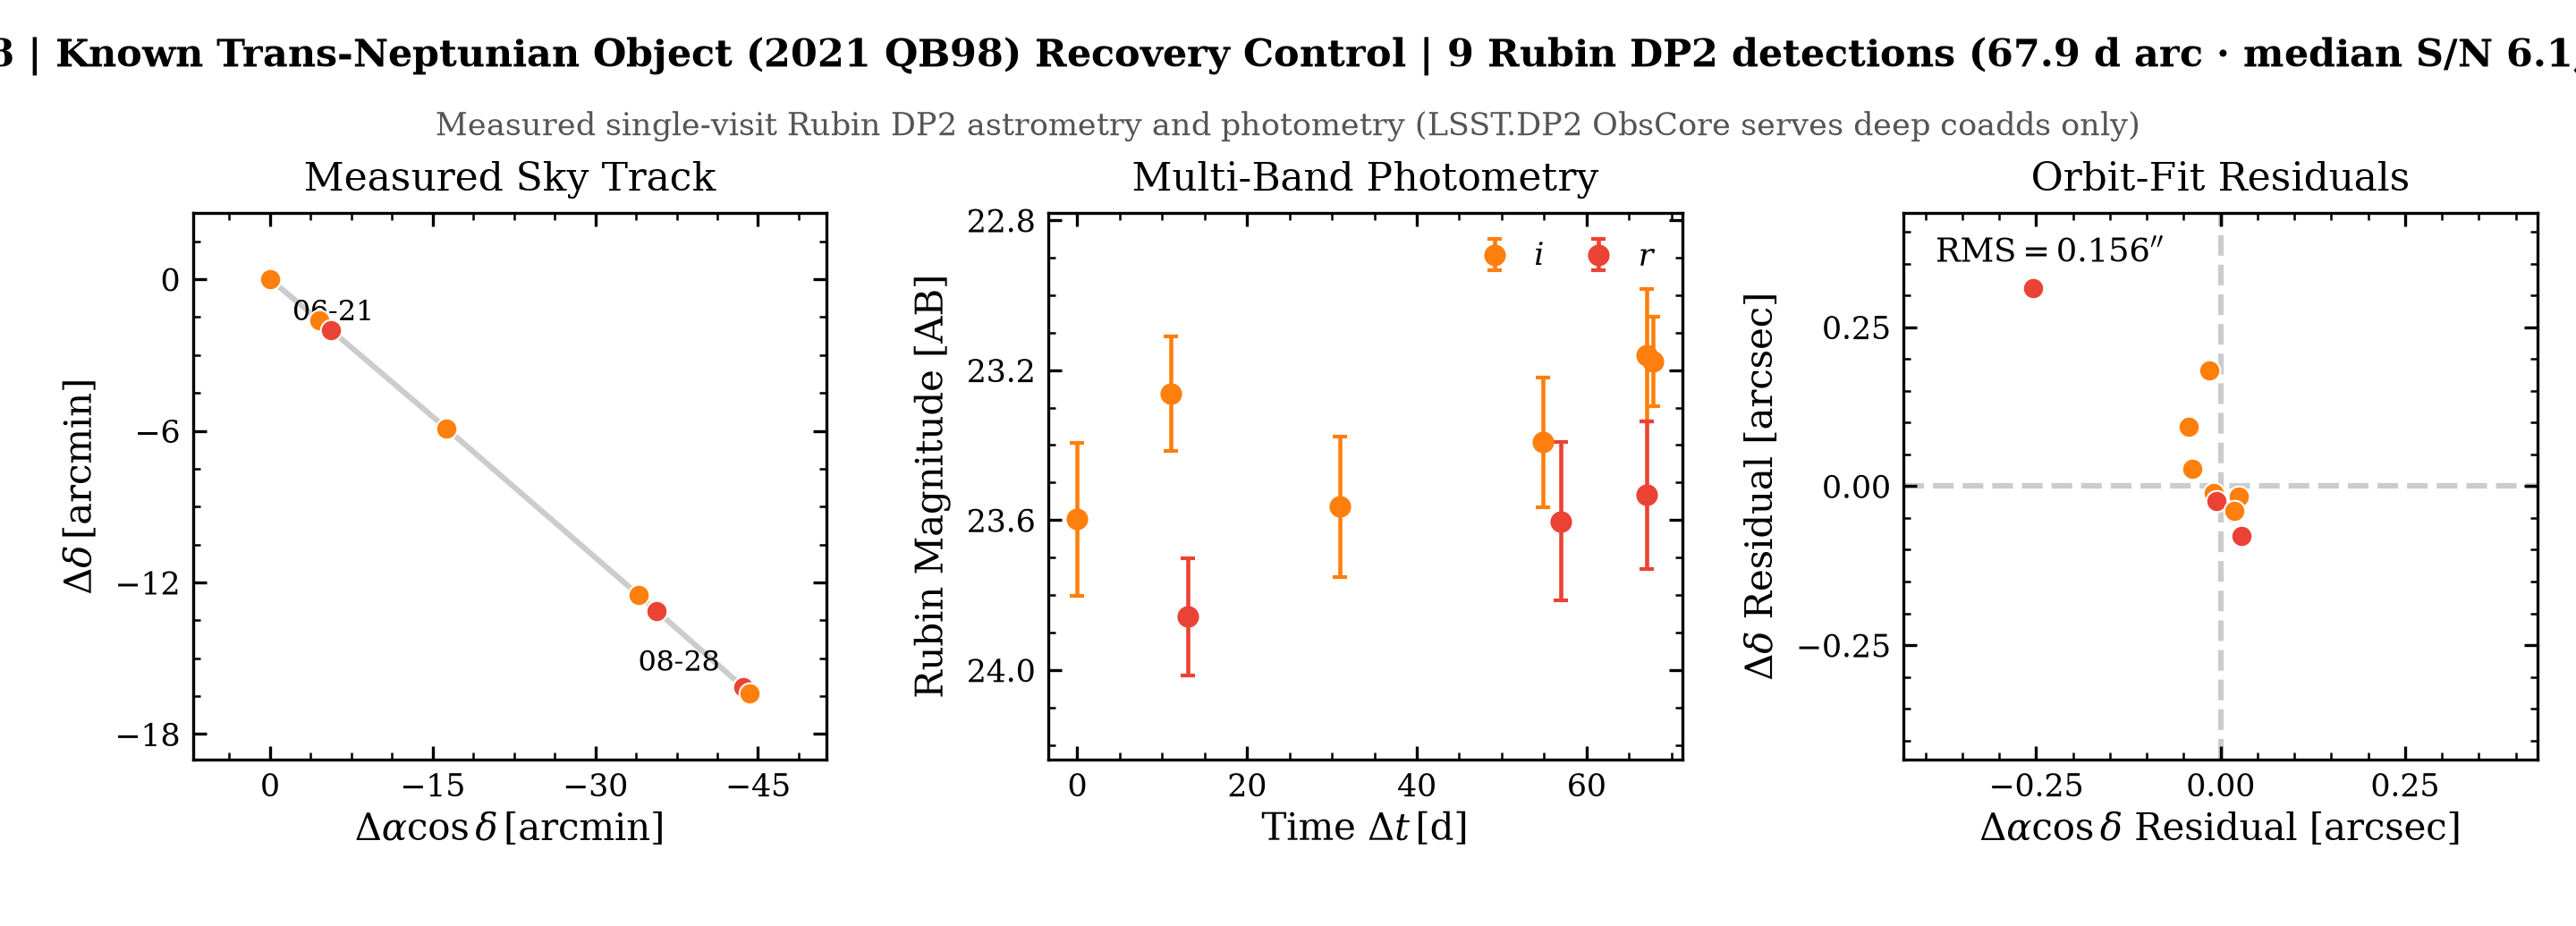 8 | Known Trans-Neptunian Object (2021 QB98) Recovery Control | 9 Rubin DP2 detections (67.9 d arc · median S/N 6.1,
Measured single-visit Rubin DP2 astrometry and photometry (LSST.DP2 ObsCore serves deep coadds only)
Measured Sky Track
06-21
08-28
0
−6
−12
−18
0
−15
−30
−45
Δδ [arcmin]
Δα cos δ [arcmin]
Multi-Band Photometry
i
r
22.8
23.2
23.6
24.0
0
20
40
60
Rubin Magnitude [AB]
Time Δt [d]
Orbit-Fit Residuals
RMS = 0.156″
0.25
0.00
−0.25
−0.25
0.00
0.25
Δδ Residual [arcsec]
Δα cos δ Residual [arcsec]